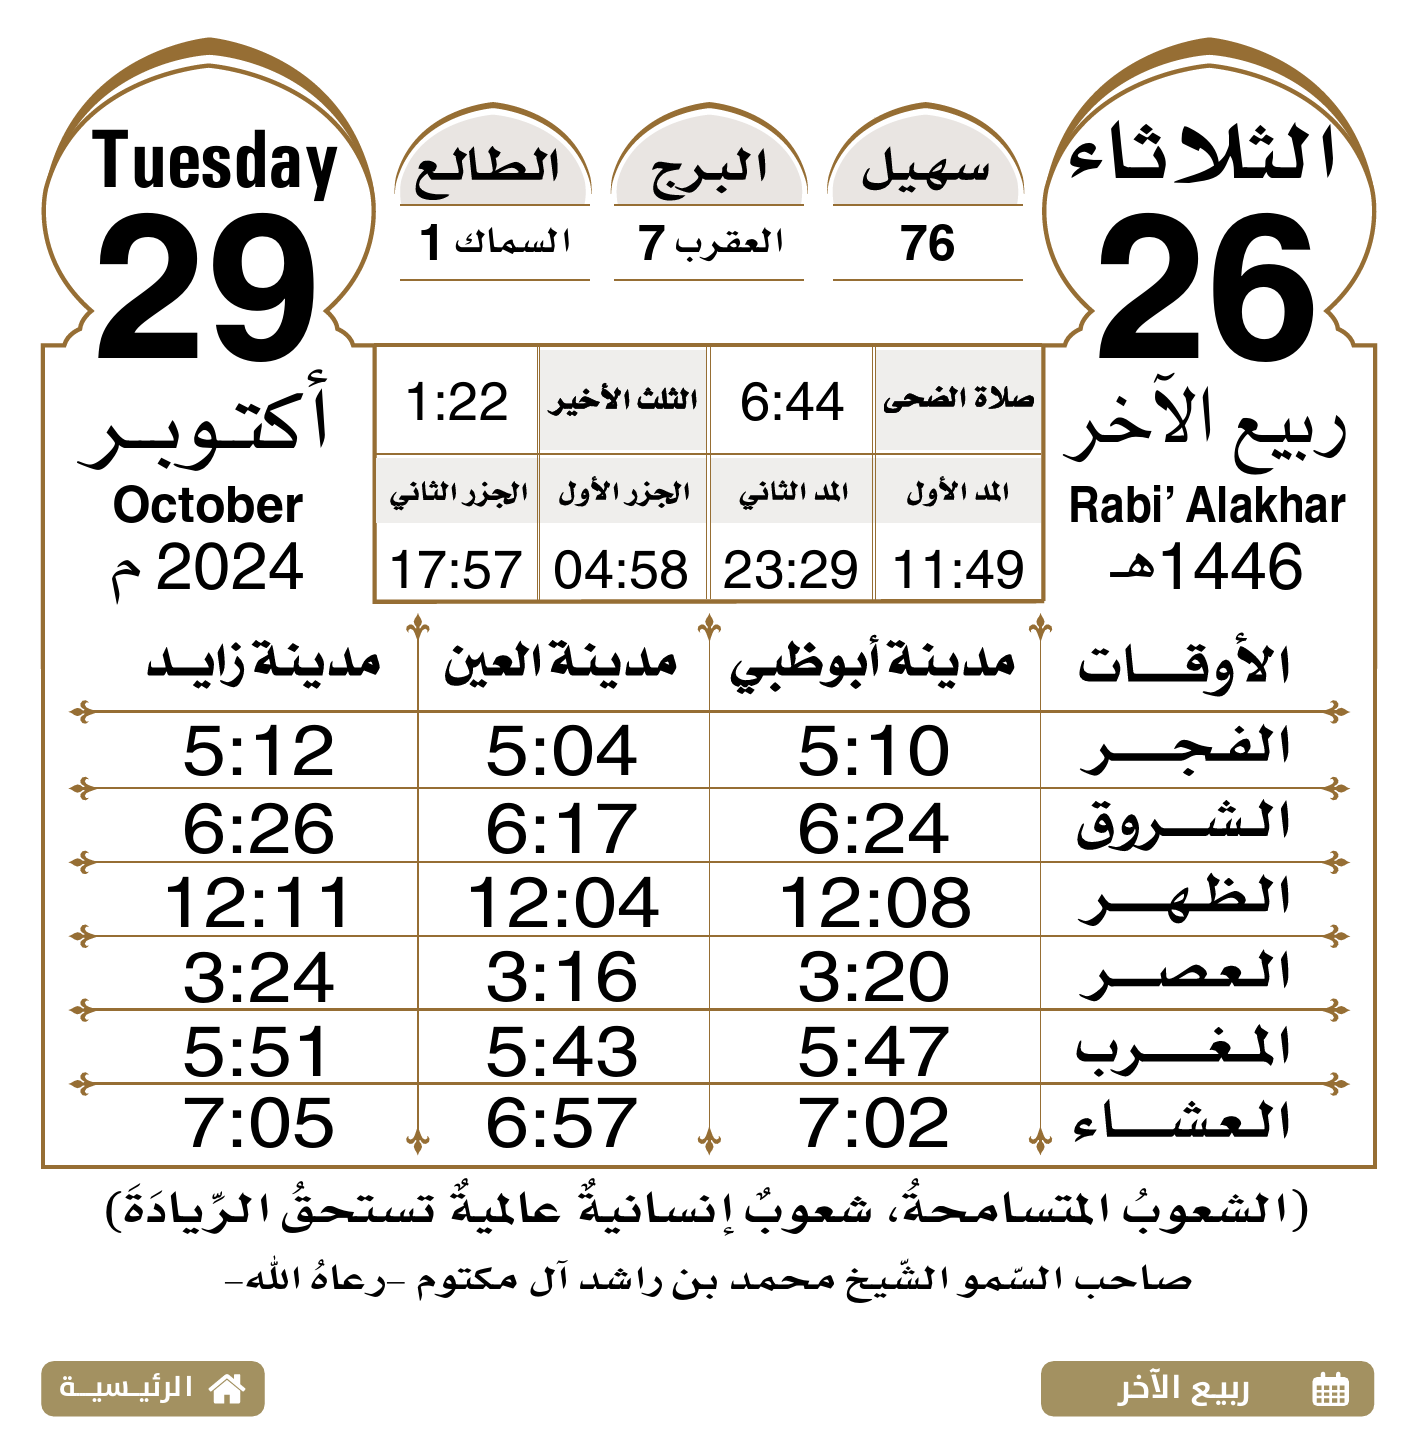 الثلاثاء
26
ربيع الآخر
Rabi’ Alakhar
1446هـ
سهيل
76
البرج
العقرب 7
الطالع
السماك 1
Tuesday
29
أكتوبر
October
2024 م
صلاة الضحى 6:44 الثلث الأخير 1:22
المد الأول المد الثاني الجزر الأول الجزر الثاني
11:49 23:29 04:58 17:57
الأوقات مدينة أبوظبي مدينة العين مدينة زايد
الفجر 5:10 5:04 5:12
الشروق 6:24 6:17 6:26
الظهر 12:08 12:04 12:11
العصر 3:20 3:16 3:24
المغرب 5:47 5:43 5:51
العشاء 7:02 6:57 7:05
(الشعوبُ المتسامحةُ، شعوبٌ إنسانيةٌ عالميةٌ تستحقُ الرِّيادَةَ)
صاحب السّمو الشّيخ محمد بن راشد آل مكتوم –رعاهُ الله–
ربيع الآخر
الرئيسية